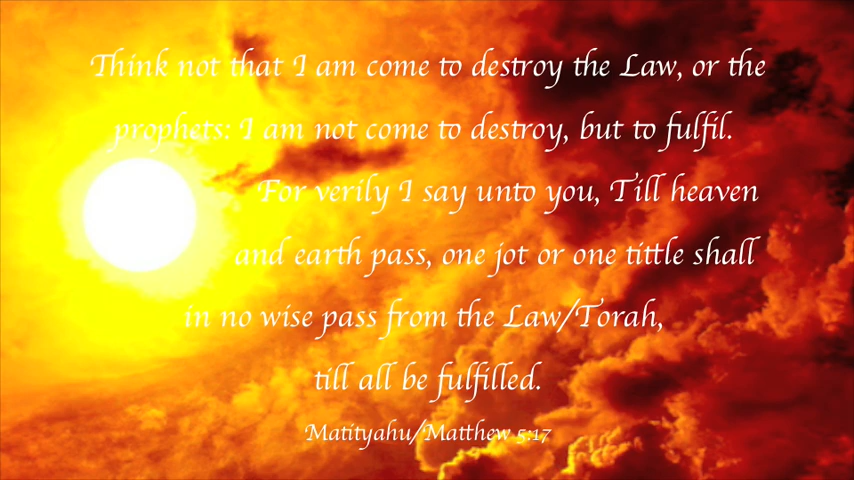 Think not that I am come to destroy the Law, or the
prophets: I am not come to destroy, but to fulfil.
For verily I say unto you, Till heaven
and earth pass, one jot or one tittle shall
in no wise pass from the Law/Torah,
till all be fulfilled.
Matityahu/Matthew 5:17